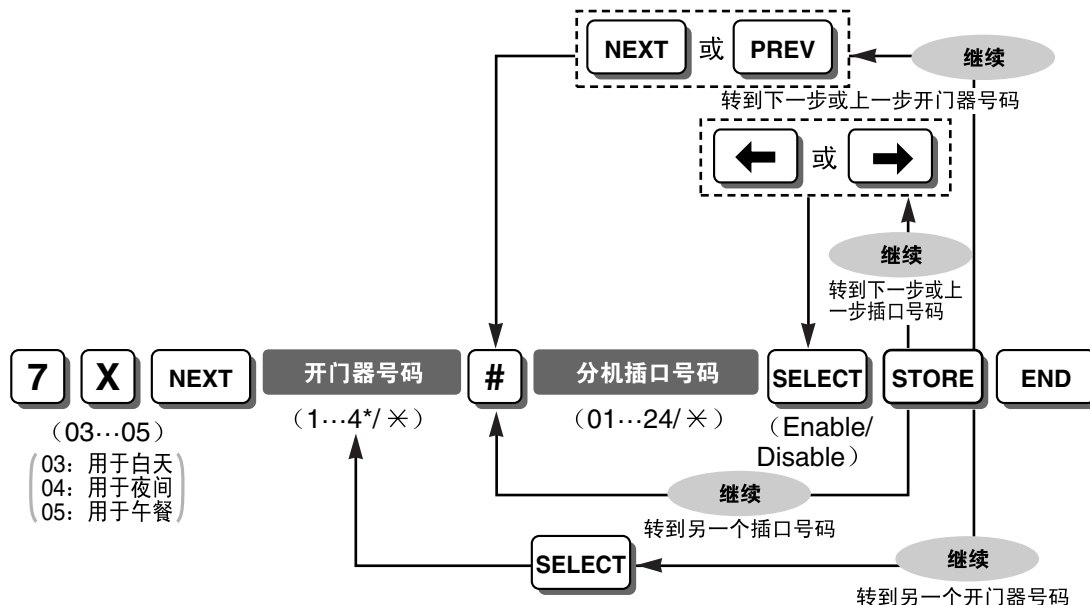 NEXT 或 PREV
继续
转到下一步或上一步开门器号码
← 或 →
继续
转到下一步或上
一步插口号码
7 X NEXT 开门器号码 # 分机插口号码 SELECT STORE END
(03…05)
03：用于白天
04：用于夜间
05：用于午餐
(1…4*/✳)
(01…24/✳)
(Enable/
Disable)
继续
转到另一个插口号码
SELECT
继续
转到另一个开门器号码